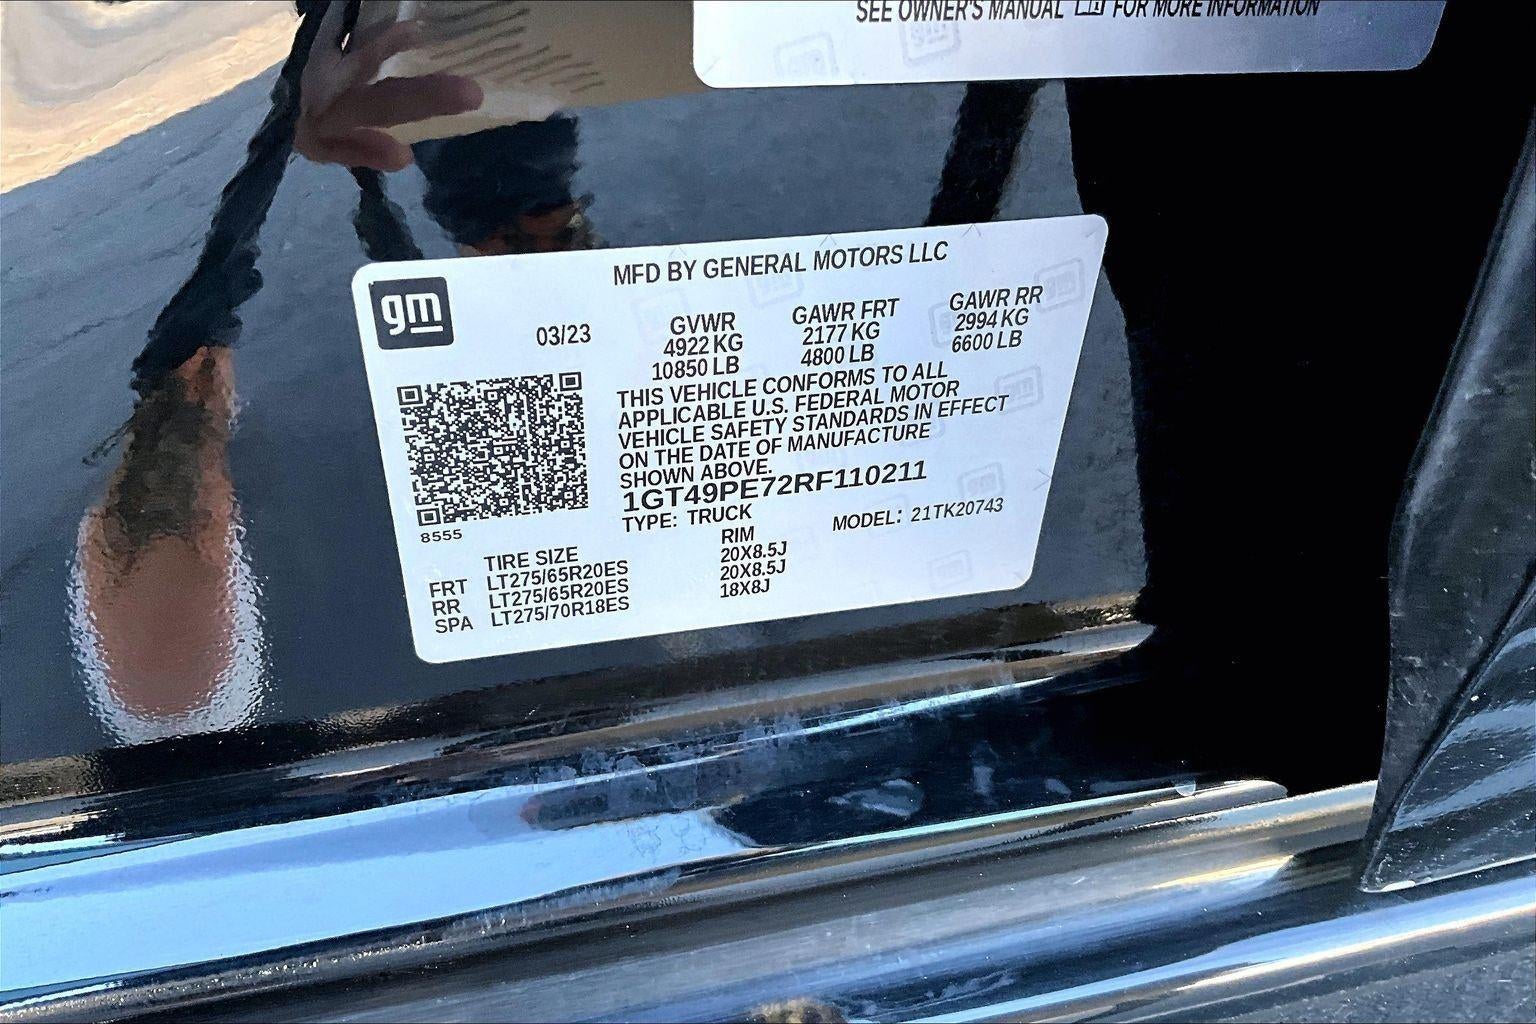 SEE OWNER'S MANUAL FOR MORE INFORMATION
gm
MFD BY GENERAL MOTORS LLC
03/23
GVWR
4922 KG
10850 LB
GAWR FRT
2177 KG
4800 LB
GAWR RR
2994 KG
6600 LB
THIS VEHICLE CONFORMS TO ALL
APPLICABLE U.S. FEDERAL MOTOR
VEHICLE SAFETY STANDARDS IN EFFECT
ON THE DATE OF MANUFACTURE
SHOWN ABOVE.
1GT49PE72RF110211
TYPE: TRUCK
MODEL: 21TK20743
8555
TIRE SIZE RIM
FRT LT275/65R20ES 20X8.5J
RR LT275/65R20ES 20X8.5J
SPA LT275/70R18ES 18X8J